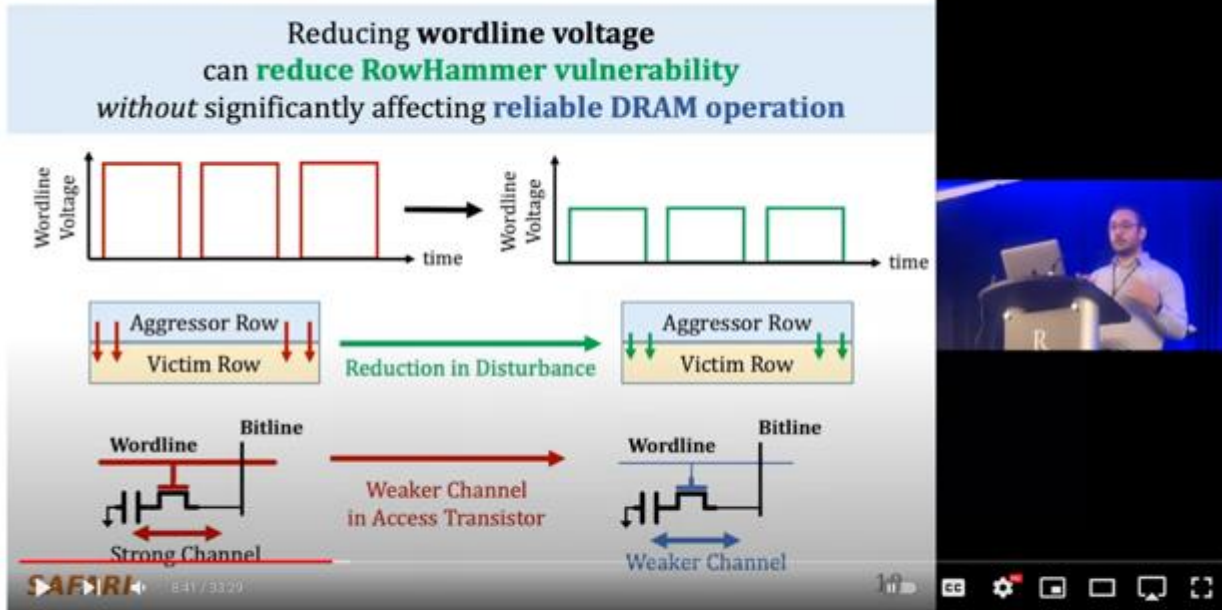 Reducing wordline voltage
can reduce RowHammer vulnerability
without significantly affecting reliable DRAM operation
Wordline
Voltage
time
Wordline
Voltage
time
Aggressor Row
Victim Row
Reduction in Disturbance
Aggressor Row
Victim Row
Wordline
Bitline
Strong Channel
Weaker Channel
in Access Transistor
Wordline
Bitline
Weaker Channel
SAFARI
8:41 / 33:29
CC
R